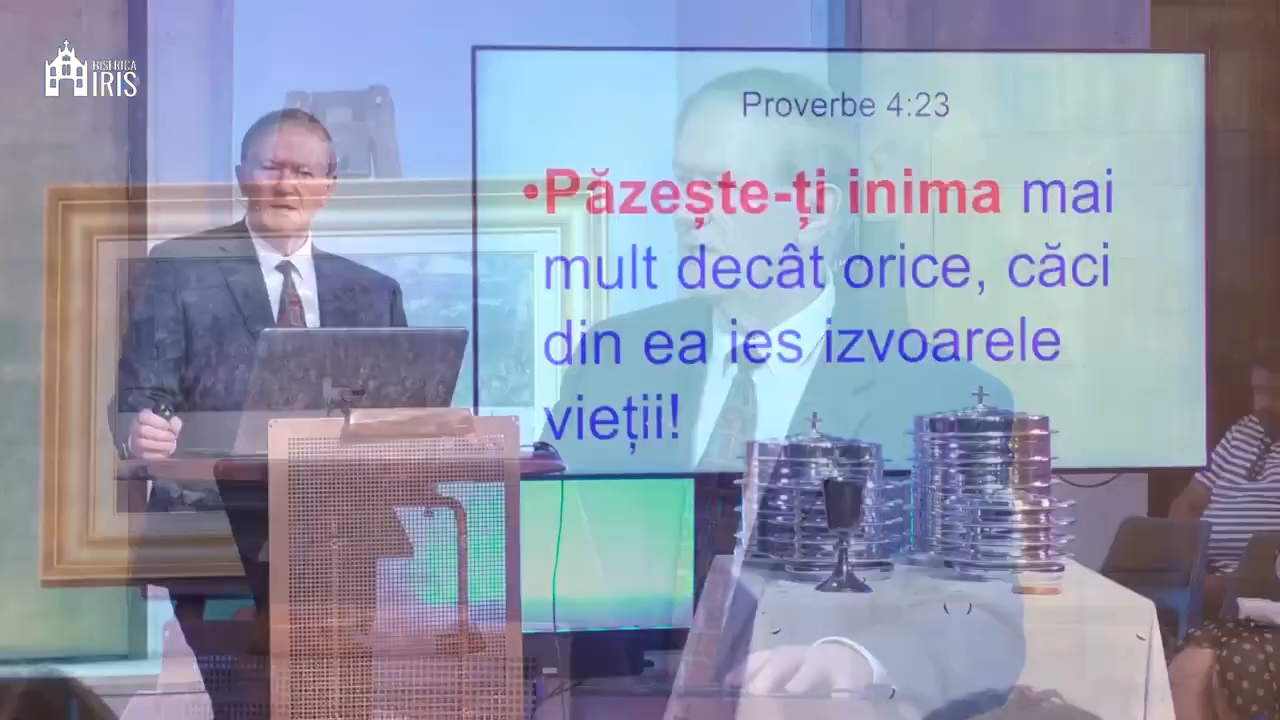 BISERICA
IRIS
Proverbe 4:23
•Păzește-ți inima mai
mult decât orice, căci
din ea ies izvoarele
vieții!